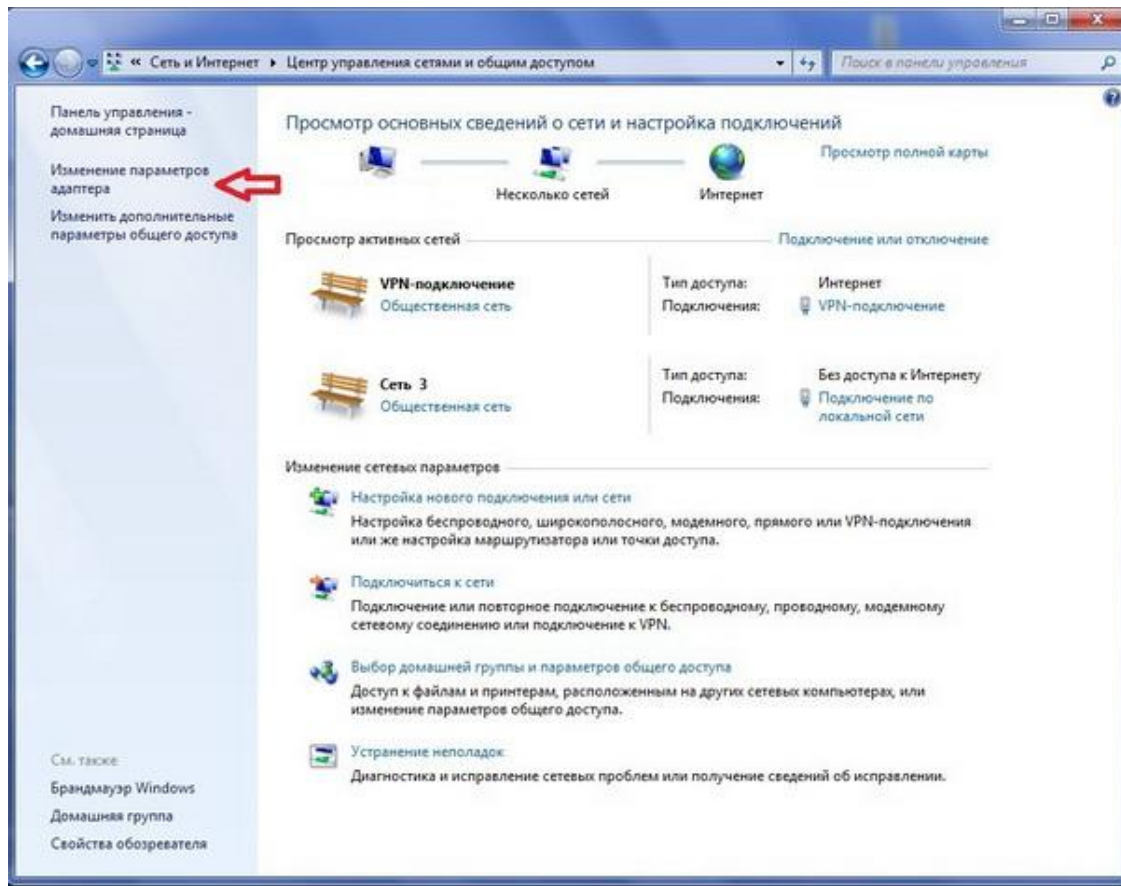 « Сеть и Интернет ▸ Центр управления сетями и общим доступом
Поиск в панели управления
Панель управления -
домашняя страница
Изменение параметров
адаптера
Изменить дополнительные
параметры общего доступа
См. также
Брандмауэр Windows
Домашняя группа
Свойства обозревателя
Просмотр основных сведений о сети и настройка подключений
Просмотр полной карты
Несколько сетей
Интернет
Просмотр активных сетей
Подключение или отключение
VPN-подключение
Общественная сеть
Тип доступа: Интернет
Подключения: VPN-подключение
Сеть 3
Общественная сеть
Тип доступа: Без доступа к Интернету
Подключения: Подключение по
локальной сети
Изменение сетевых параметров
Настройка нового подключения или сети
Настройка беспроводного, широкополосного, модемного, прямого или VPN-подключения
или же настройка маршрутизатора или точки доступа.
Подключиться к сети
Подключение или повторное подключение к беспроводному, проводному, модемному
сетевому соединению или подключение к VPN.
Выбор домашней группы и параметров общего доступа
Доступ к файлам и принтерам, расположенным на других сетевых компьютерах, или
изменение параметров общего доступа.
Устранение неполадок
Диагностика и исправление сетевых проблем или получение сведений об исправлении.